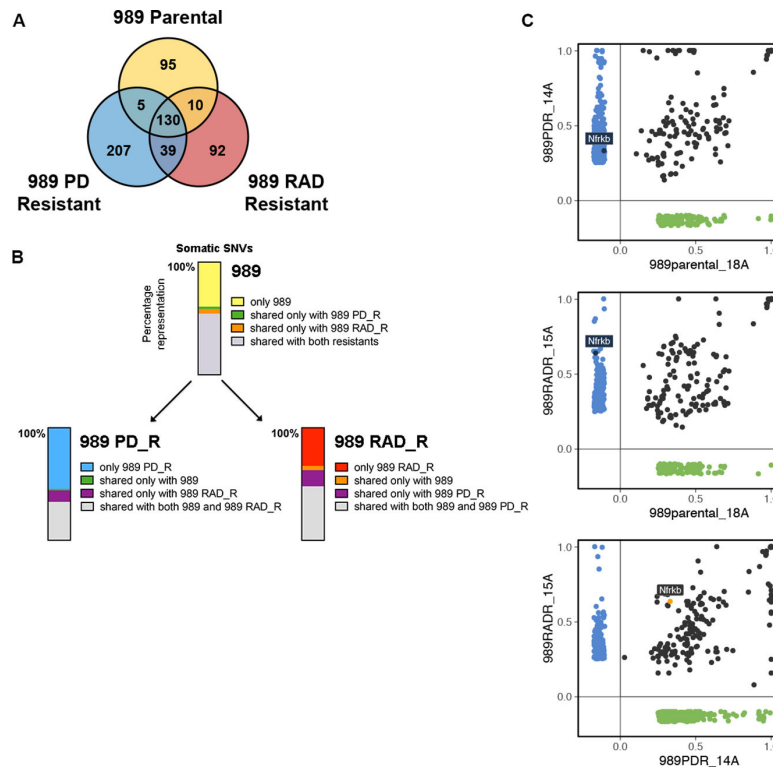 A
989 Parental
95
5
10
130
207
39
92
989 PD
Resistant
989 RAD
Resistant
B
Somatic SNVs
100%
989
Percentage
representation
only 989
shared only with 989 PD_R
shared only with 989 RAD_R
shared with both resistants
100%
989 PD_R
only 989 PD_R
shared only with 989
shared only with 989 RAD_R
shared with both 989 and 989 RAD_R
100%
989 RAD_R
only 989 RAD_R
shared only with 989
shared only with 989 PD_R
shared with both 989 and 989 PD_R
C
989PDR_14A
1.0
0.5
0.0
Nfrkb
0.0
0.5
1.0
989parental_18A
989RADR_15A
1.0
0.5
0.0
Nfrkb
0.0
0.5
1.0
989parental_18A
989RADR_15A
1.0
0.5
0.0
Nfrkb
0.0
0.5
1.0
989PDR_14A